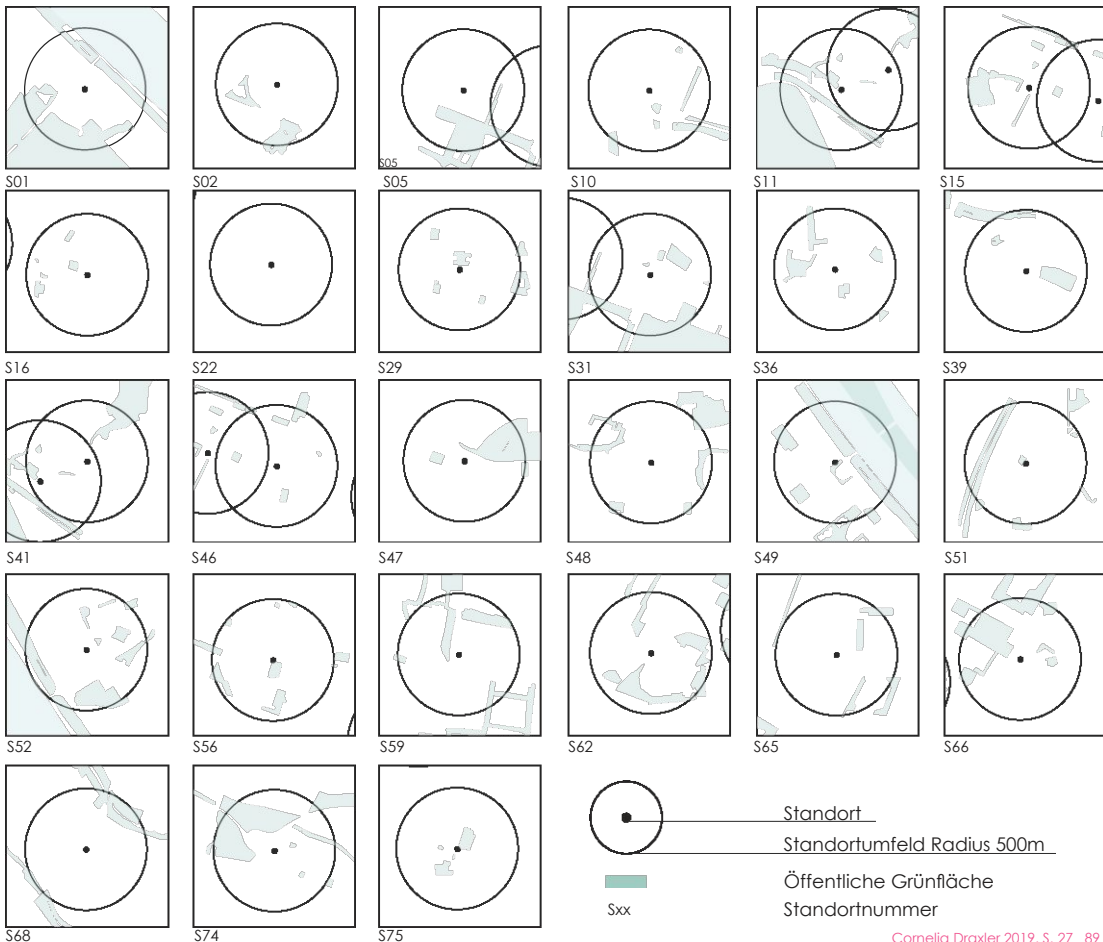 S01 S02 S05 S05 S10 S11 S15
S16 S22 S29 S31 S36 S39
S41 S46 S47 S48 S49 S51
S52 S56 S59 S62 S65 S66
S68 S74 S75
Standort
Standortumfeld Radius 500m
Öffentliche Grünfläche
Sxx Standortnummer
Cornelia Draxler 2019, S. 27 89